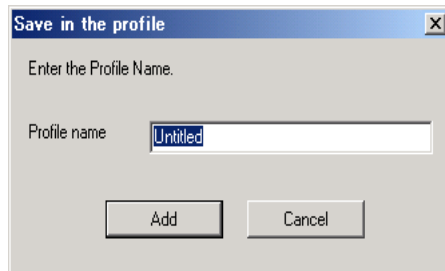 Save in the profile
Enter the Profile Name.
Profile name
Untitled
Add
Cancel